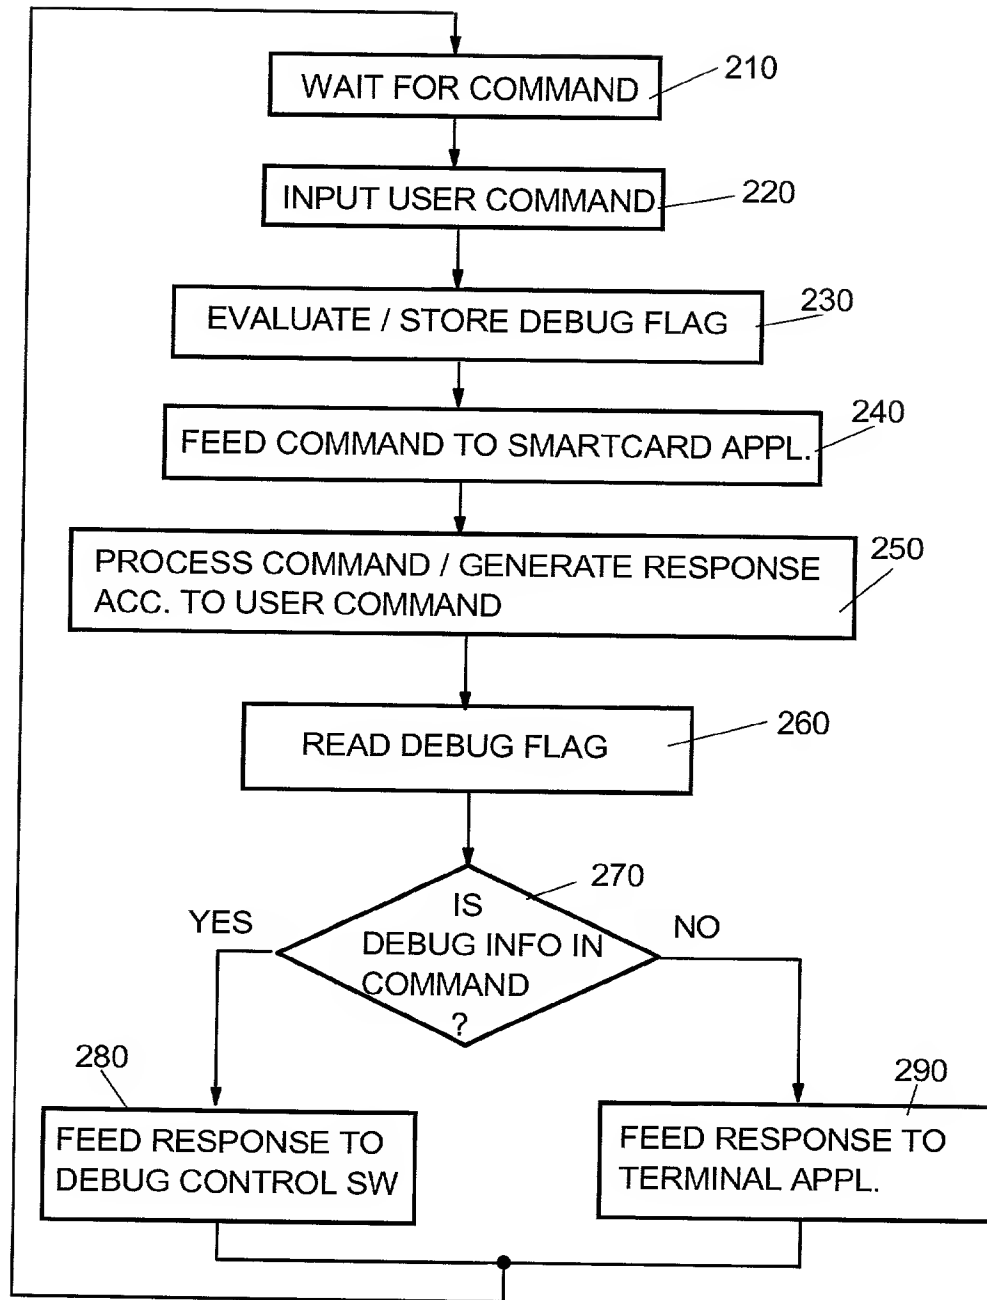 WAIT FOR COMMAND
210
INPUT USER COMMAND
220
EVALUATE / STORE DEBUG FLAG
230
FEED COMMAND TO SMARTCARD APPL.
240
PROCESS COMMAND / GENERATE RESPONSE
ACC. TO USER COMMAND
250
READ DEBUG FLAG
260
270
IS
DEBUG INFO IN
COMMAND
?
YES
NO
280
FEED RESPONSE TO
DEBUG CONTROL SW
290
FEED RESPONSE TO
TERMINAL APPL.